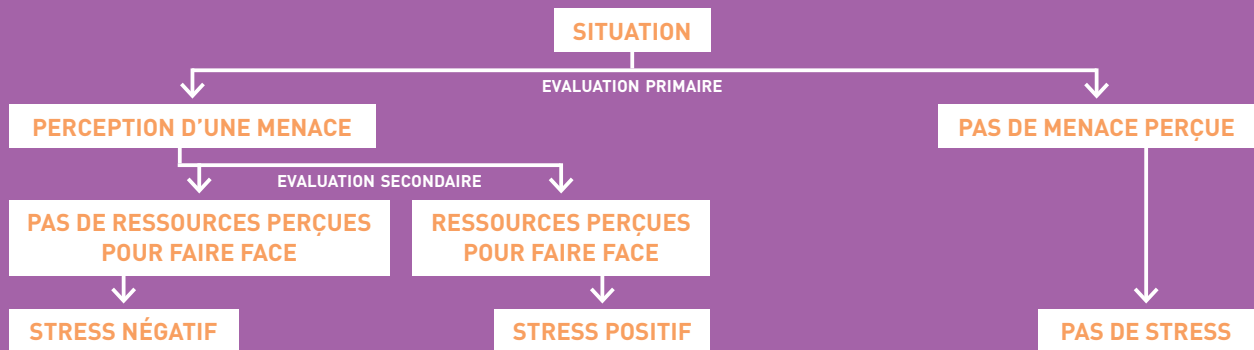 SITUATION
EVALUATION PRIMAIRE
PERCEPTION D'UNE MENACE
PAS DE MENACE PERÇUE
EVALUATION SECONDAIRE
PAS DE RESSOURCES PERÇUES
POUR FAIRE FACE
RESSOURCES PERÇUES
POUR FAIRE FACE
STRESS NÉGATIF
STRESS POSITIF
PAS DE STRESS